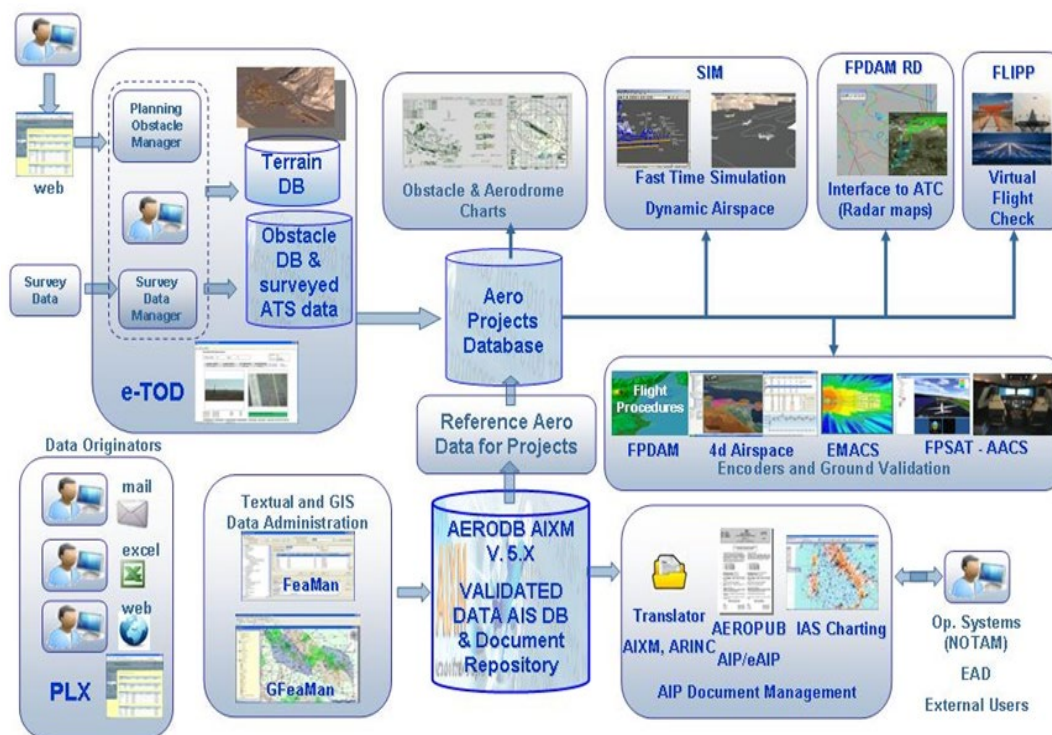 web
Planning
Obstacle
Manager
Survey
Data
Survey
Data
Manager
Terrain
DB
Obstacle
DB &
surveyed
ATS data
e-TOD
Obstacle & Aerodrome
Charts
SIM
Fast Time Simulation
Dynamic Airspace
FPDAM RD
Interface to ATC
(Radar maps)
FLIPP
Virtual
Flight
Check
Aero
Projects
Database
Reference Aero
Data for Projects
Flight
Procedures
FPDAM
4d Airspace
EMACS
FPSAT - AACS
Encoders and Ground Validation
Data Originators
mail
excel
web
PLX
Textual and GIS
Data Administration
FeaMan
GFeaMan
AERODB AIXM
V. 5.X
VALIDATED
DATA AIS DB
& Document
Repository
Translator
AIXM, ARINC
AEROPUB
AIP/eAIP
IAS Charting
AIP Document Management
Op. Systems
(NOTAM)
EAD
External Users